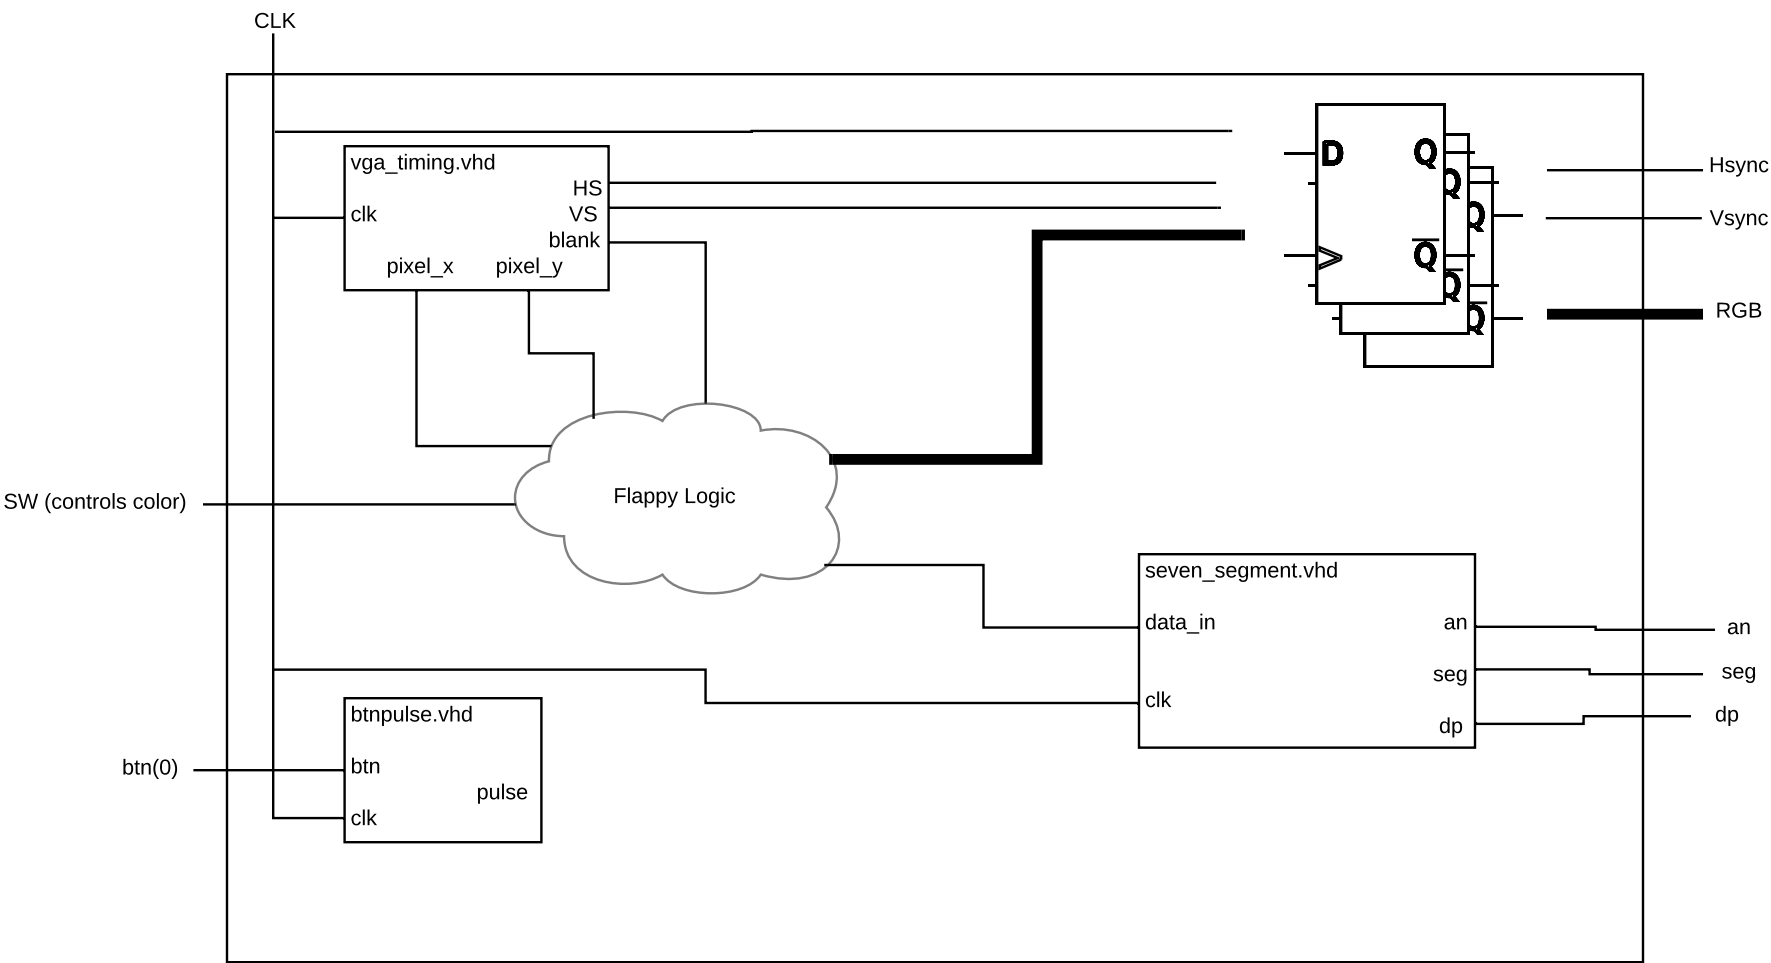 CLK
vga_timing.vhd
HS
clk
VS
blank
pixel_x pixel_y
D Q
Q
Q
Q
Q
Q
Hsync
Vsync
RGB
SW (controls color)
Flappy Logic
seven_segment.vhd
data_in an
seg
clk
dp
an
seg
dp
btnpulse.vhd
btn(0)
btn
pulse
clk